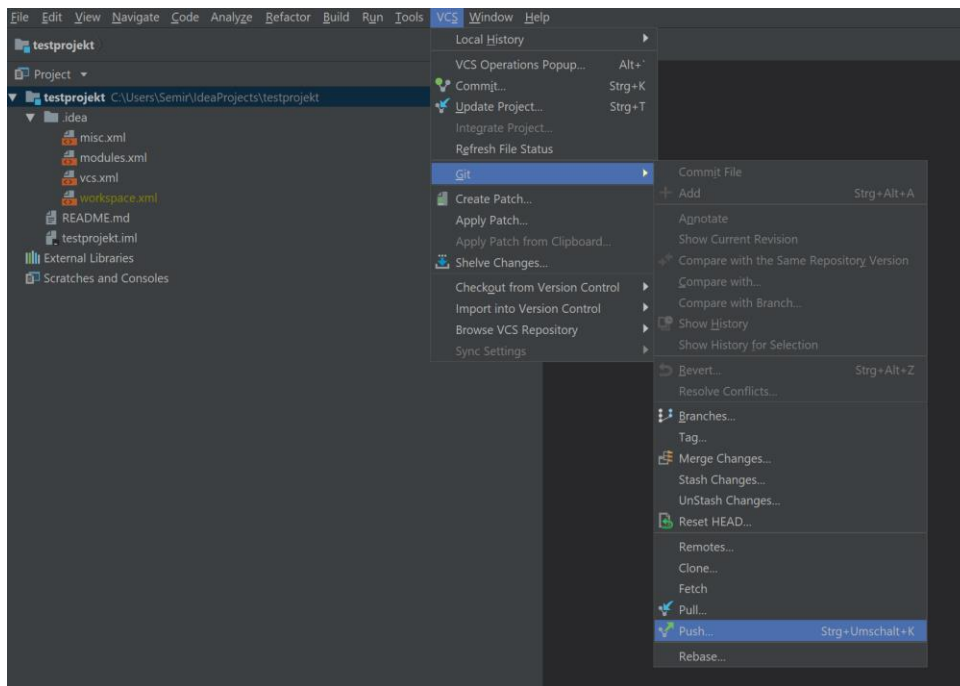 File Edit View Navigate Code Analyze Refactor Build Run Tools VCS Window Help
testprojekt
Project
testprojekt C:\Users\Semir\IdeaProjects\testprojekt
.idea
misc.xml
modules.xml
vcs.xml
workspace.xml
README.md
testprojekt.iml
External Libraries
Scratches and Consoles
Local History
VCS Operations Popup... Alt+`
Commit... Strg+K
Update Project... Strg+T
Integrate Project...
Refresh File Status
Git
Create Patch...
Apply Patch...
Apply Patch from Clipboard...
Shelve Changes...
Checkout from Version Control
Import into Version Control
Browse VCS Repository
Sync Settings
Commit File
Add Strg+Alt+A
Annotate
Show Current Revision
Compare with the Same Repository Version
Compare with...
Compare with Branch...
Show History
Show History for Selection
Revert... Strg+Alt+Z
Resolve Conflicts...
Branches...
Tag...
Merge Changes...
Stash Changes...
UnStash Changes...
Reset HEAD...
Remotes...
Clone...
Fetch
Pull...
Push... Strg+Umschalt+K
Rebase...